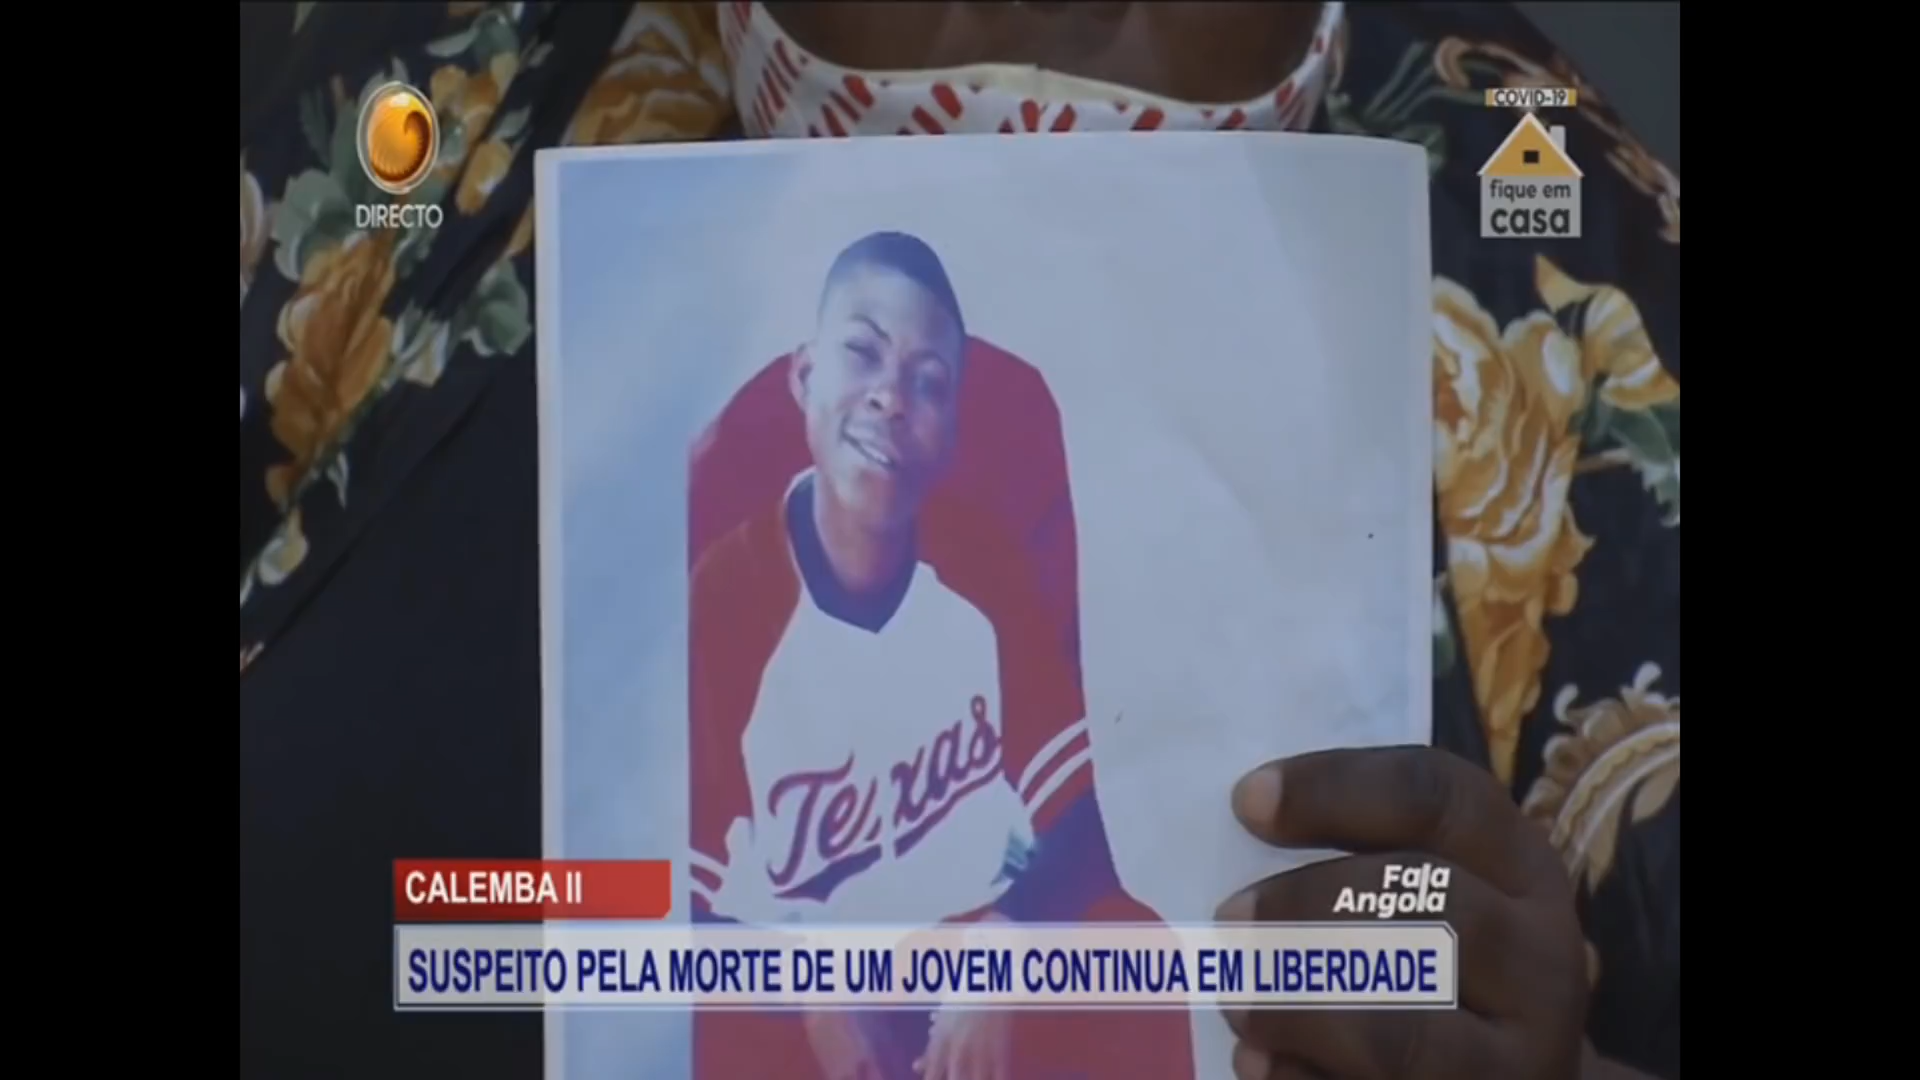 DIRECTO
COVID-19
fique em
casa
Texas
CALEMBA II
Fala
Angola
SUSPEITO PELA MORTE DE UM JOVEM CONTINUA EM LIBERDADE